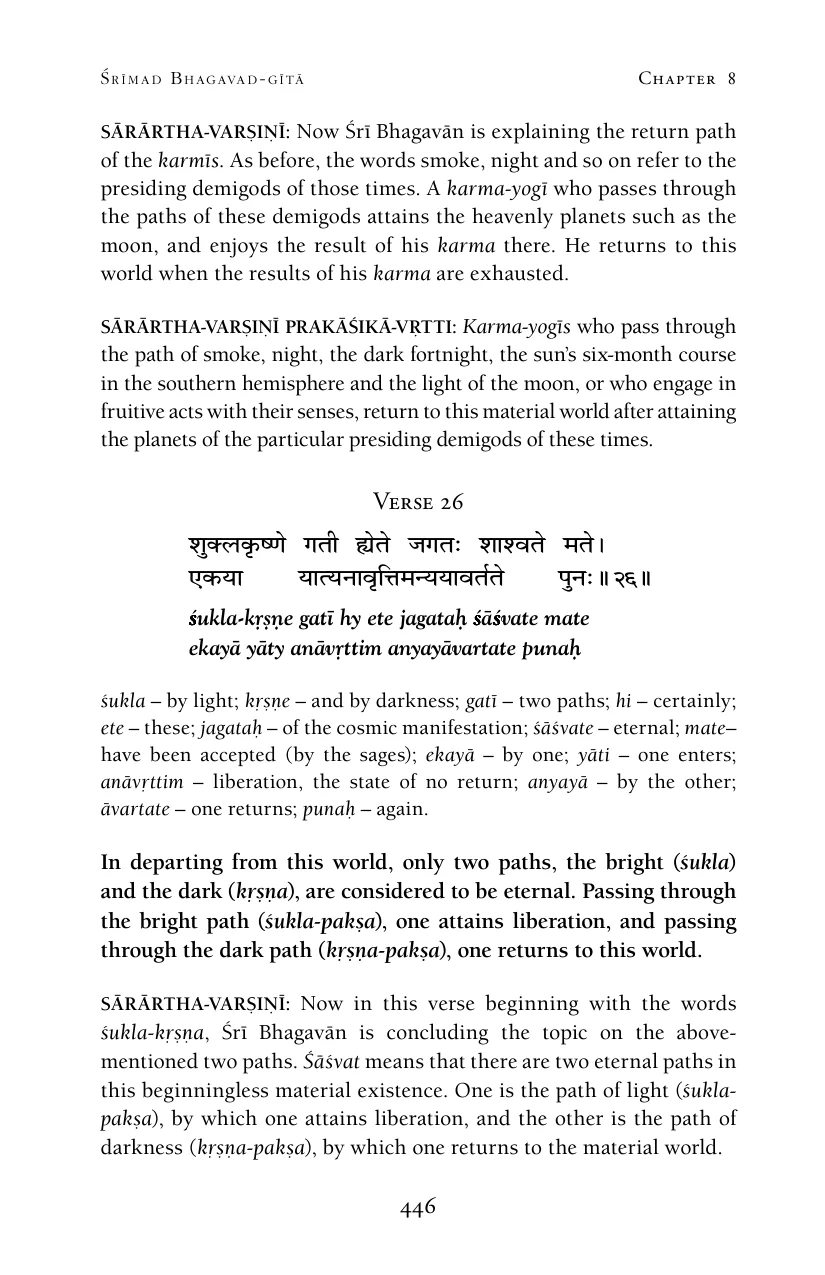 Śrīmad Bhagavad-gītā Chapter 8
SĀRĀRTHA-VARṢIṆĪ: Now Śrī Bhagavān is explaining the return path
of the karmīs. As before, the words smoke, night and so on refer to the
presiding demigods of those times. A karma-yogī who passes through
the paths of these demigods attains the heavenly planets such as the
moon, and enjoys the result of his karma there. He returns to this
world when the results of his karma are exhausted.
SĀRĀRTHA-VARṢIṆĪ PRAKĀŚIKĀ-VṚTTI: Karma-yogīs who pass through
the path of smoke, night, the dark fortnight, the sun’s six-month course
in the southern hemisphere and the light of the moon, or who engage in
fruitive acts with their senses, return to this material world after attaining
the planets of the particular presiding demigods of these times.
Verse 26
शुक्लकृष्णे गती ह्येते जगतः शाश्वते मते।
एकया यात्यनावृत्तिमन्ययावर्तते पुनः॥२६॥
śukla-kṛṣṇe gatī hy ete jagataḥ śāśvate mate
ekayā yāty anāvṛttim anyayāvartate punaḥ
śukla – by light; kṛṣṇe – and by darkness; gatī – two paths; hi – certainly;
ete – these; jagataḥ – of the cosmic manifestation; śāśvate – eternal; mate–
have been accepted (by the sages); ekayā – by one; yāti – one enters;
anāvṛttim – liberation, the state of no return; anyayā – by the other;
āvartate – one returns; punaḥ – again.
In departing from this world, only two paths, the bright (śukla)
and the dark (kṛṣṇa), are considered to be eternal. Passing through
the bright path (śukla-pakṣa), one attains liberation, and passing
through the dark path (kṛṣṇa-pakṣa), one returns to this world.
SĀRĀRTHA-VARṢIṆĪ: Now in this verse beginning with the words
śukla-kṛṣṇa, Śrī Bhagavān is concluding the topic on the above-
mentioned two paths. Śāśvat means that there are two eternal paths in
this beginningless material existence. One is the path of light (śukla-
pakṣa), by which one attains liberation, and the other is the path of
darkness (kṛṣṇa-pakṣa), by which one returns to the material world.
446